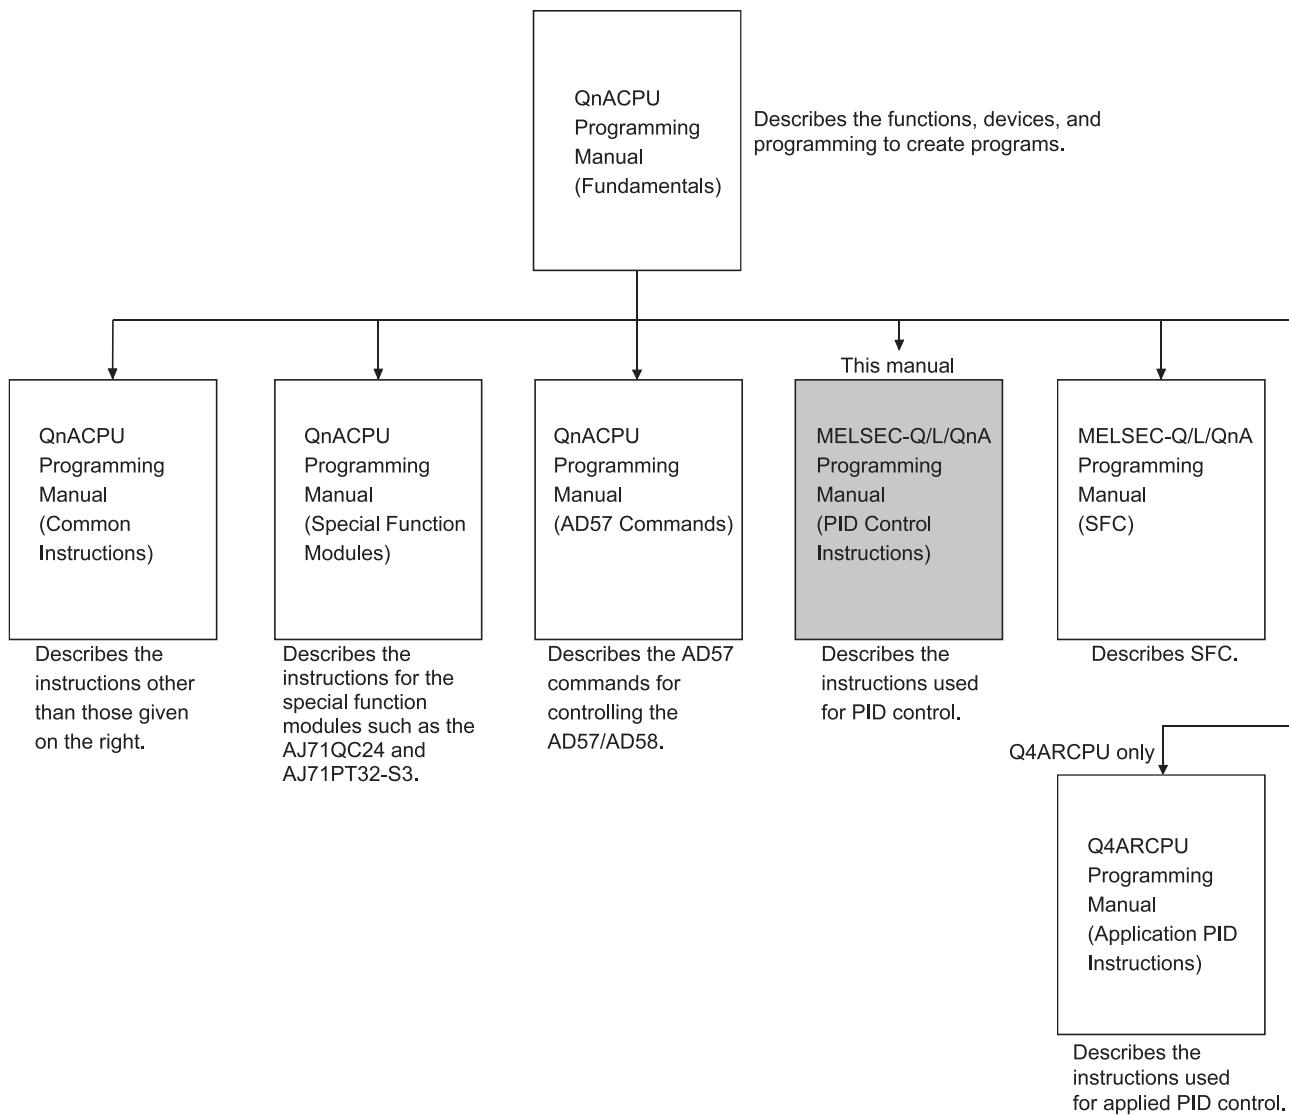 QnACPU
Programming
Manual
(Fundamentals)
Describes the functions, devices, and
programming to create programs.
This manual
QnACPU
Programming
Manual
(Common
Instructions)
Describes the
instructions other
than those given
on the right.
QnACPU
Programming
Manual
(Special Function
Modules)
Describes the
instructions for the
special function
modules such as the
AJ71QC24 and
AJ71PT32-S3.
QnACPU
Programming
Manual
(AD57 Commands)
Describes the AD57
commands for
controlling the
AD57/AD58.
MELSEC-Q/L/QnA
Programming
Manual
(PID Control
Instructions)
Describes the
instructions used
for PID control.
MELSEC-Q/L/QnA
Programming
Manual
(SFC)
Describes SFC.
Q4ARCPU only
Q4ARCPU
Programming
Manual
(Application PID
Instructions)
Describes the
instructions used
for applied PID control.